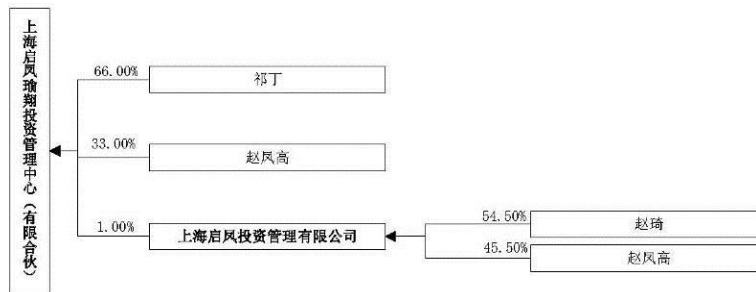 上海启凤瑜翔投资管理中心（有限合伙）
66.00%
祁丁
33.00%
赵凤高
1.00%
上海启凤投资管理有限公司
54.50%
赵琦
45.50%
赵凤高